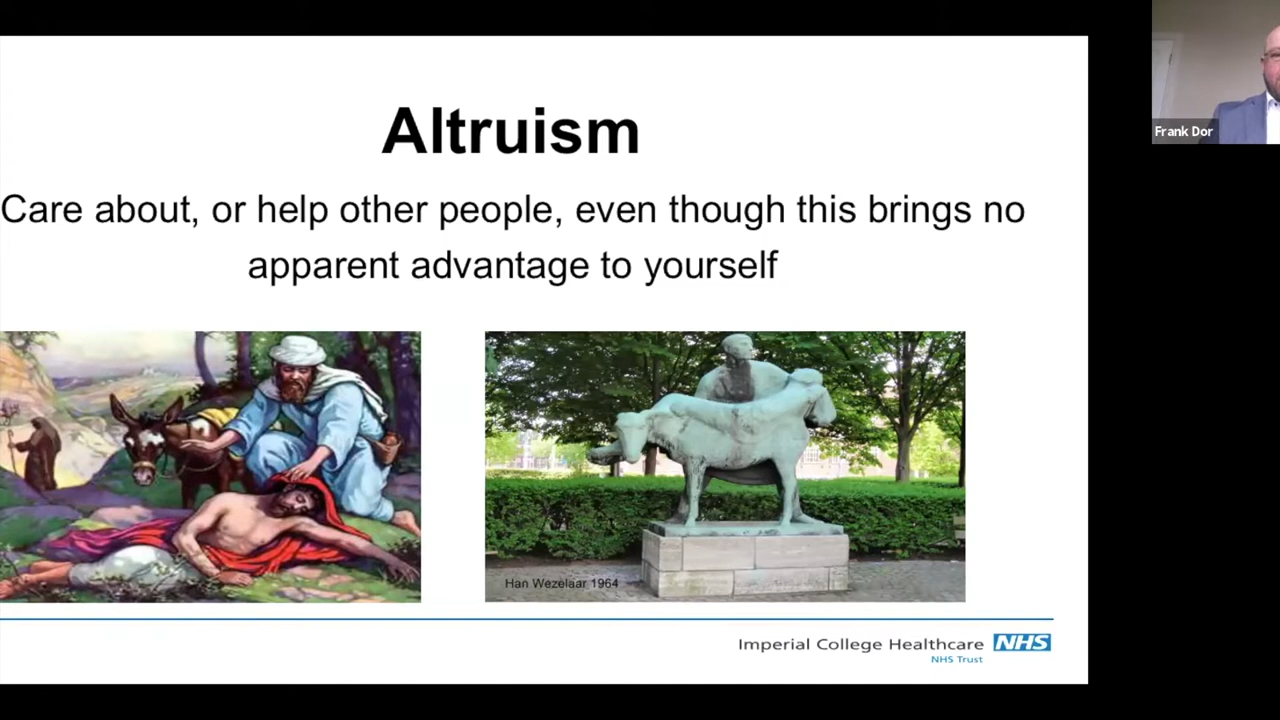 Altruism
Care about, or help other people, even though this brings no
apparent advantage to yourself
Han Wezelaar 1964
Imperial College Healthcare NHS
NHS Trust
Frank Dor